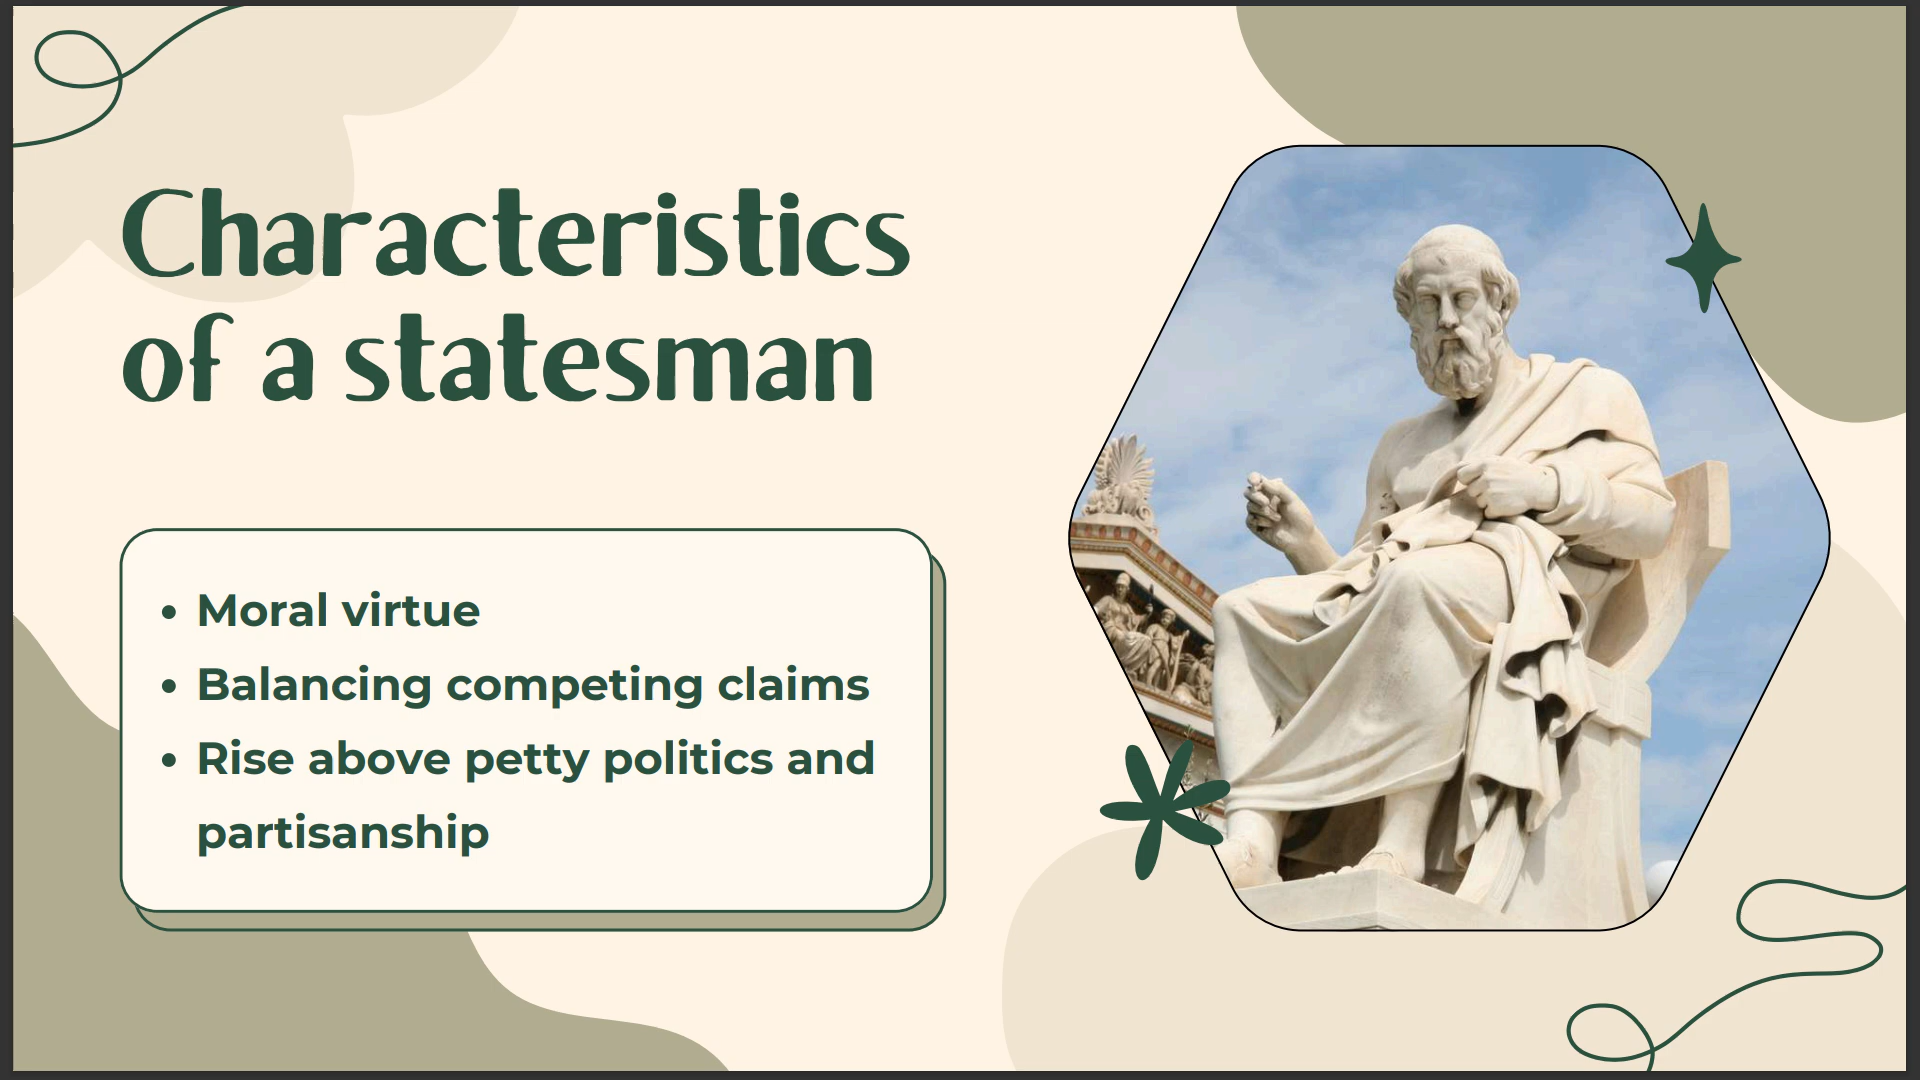 Characteristics
of a statesman
• Moral virtue
• Balancing competing claims
• Rise above petty politics and
partisanship